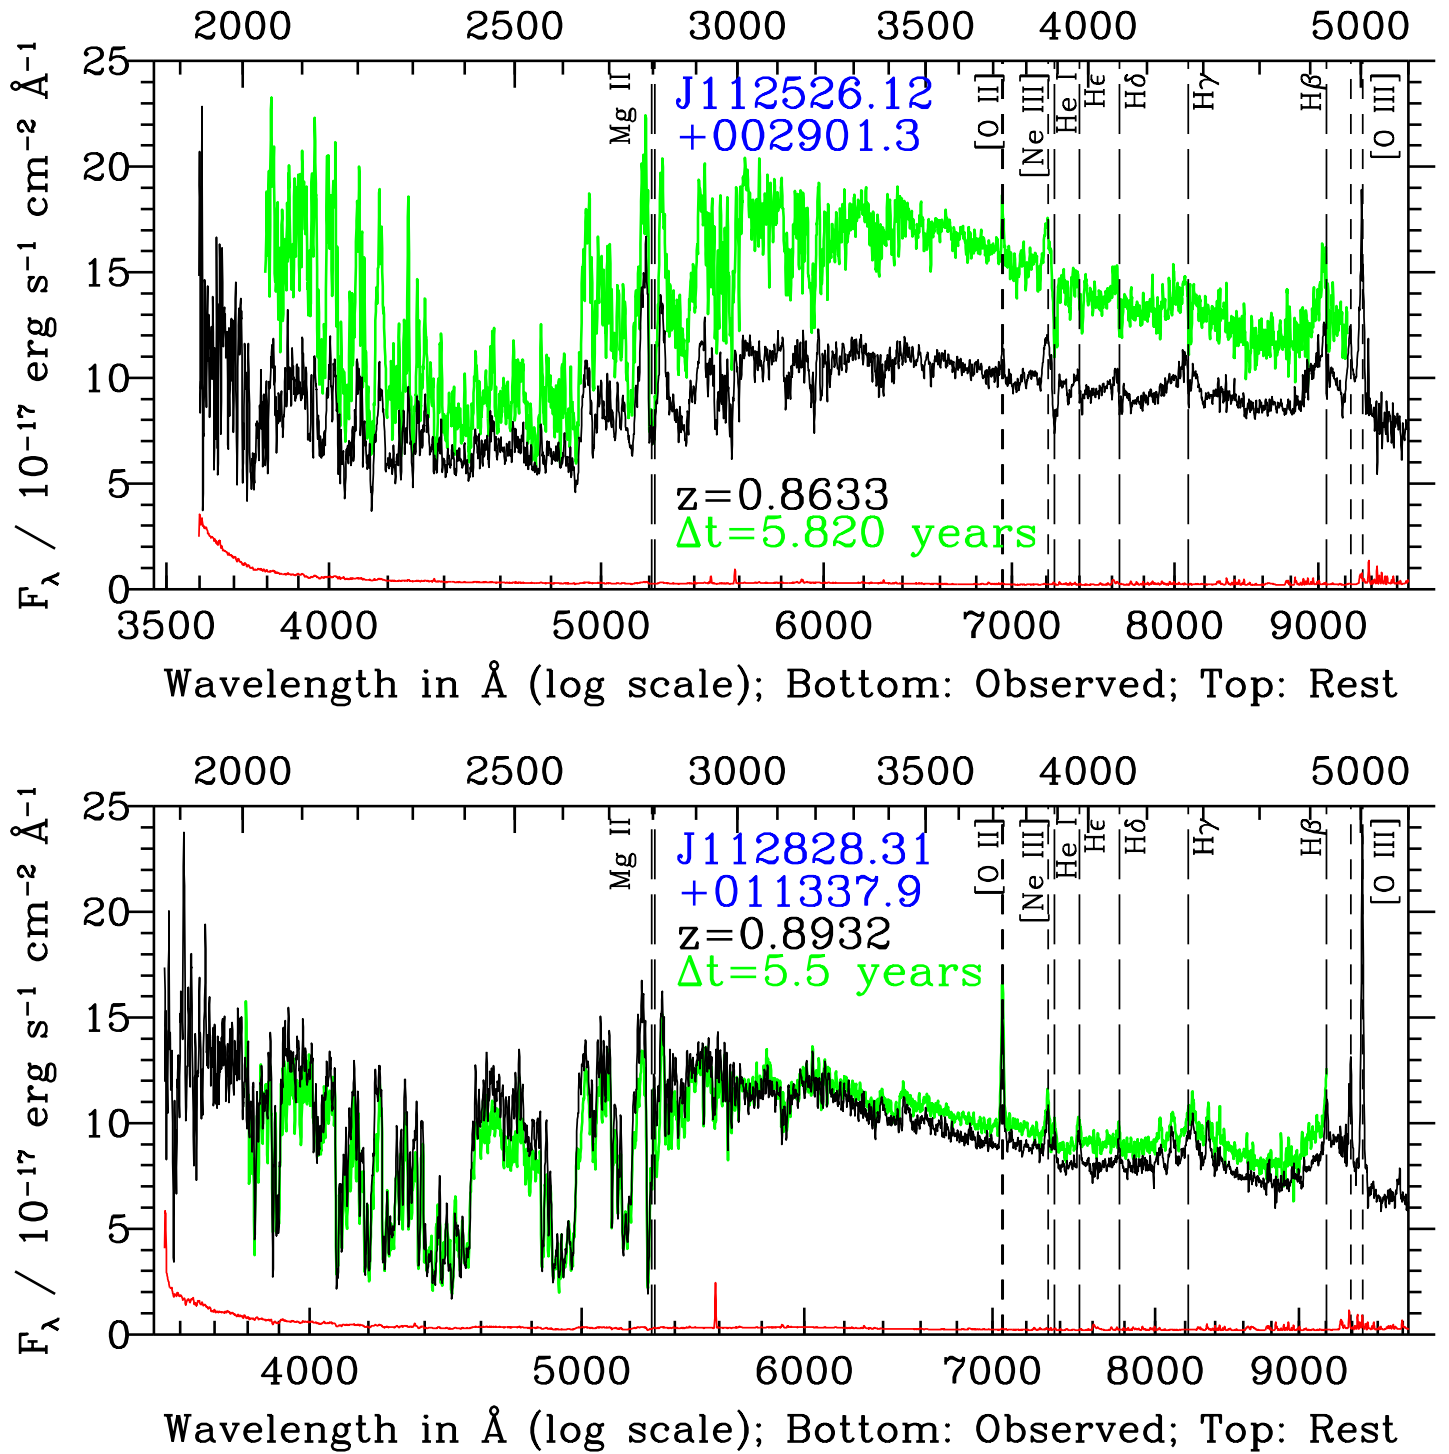 2000 2500 3000 3500 4000 5000
25
20
15
10
5
0
F_λ / 10⁻¹⁷ erg s⁻¹ cm⁻² Å⁻¹
Mg II
J112526.12
+002901.3
[O II]
[Ne III]
He I
Hϵ
Hδ
Hγ
Hβ
[O III]
z=0.8633
Δt=5.820 years
3500 4000 5000 6000 7000 8000 9000
Wavelength in Å (log scale); Bottom: Observed; Top: Rest
2000 2500 3000 3500 4000 5000
25
20
15
10
5
0
F_λ / 10⁻¹⁷ erg s⁻¹ cm⁻² Å⁻¹
Mg II
J112828.31
+011337.9
z=0.8932
Δt=5.5 years
[O II]
[Ne III]
He I
Hϵ
Hδ
Hγ
Hβ
[O III]
4000 5000 6000 7000 8000 9000
Wavelength in Å (log scale); Bottom: Observed; Top: Rest